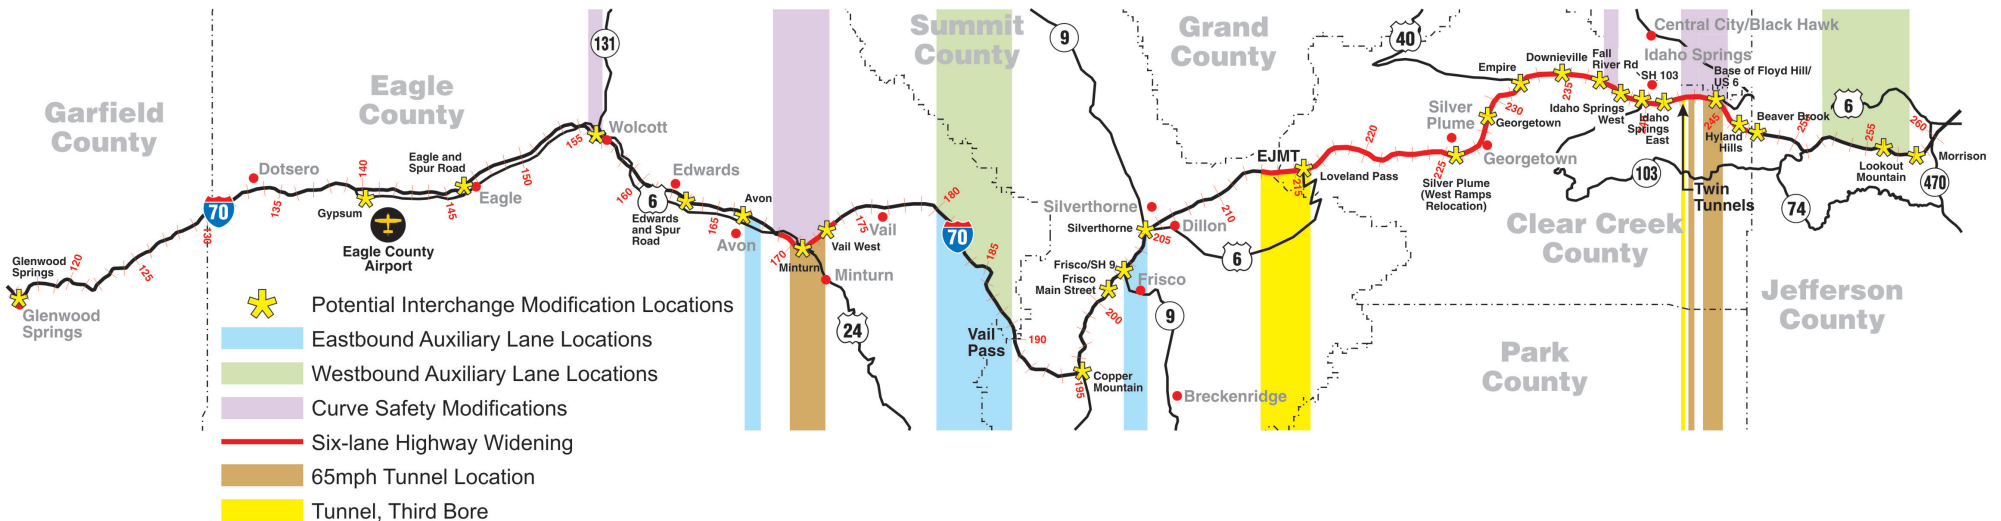 Garfield
County
Eagle
County
Summit
County
Grand
County
Clear Creek
County
Park
County
Jefferson
County
Central City/Black Hawk
Idaho Springs
131
9
40
6
Dotsero
Wolcott
Edwards
Eagle
Avon
Vail
Minturn
Silverthorne
Dillon
Frisco
Breckenridge
Silver
Plume
Georgetown
Glenwood
Springs
Glenwood
Springs
Gypsum
Eagle and
Spur Road
Eagle County
Airport
Edwards
and Spur
Road
Avon
Minturn
Vail West
Vail
Pass
Copper
Mountain
Frisco
Main Street
Frisco/SH 9
Silverthorne
EJMT
Loveland Pass
Silver Plume
(West Ramps
Relocation)
Georgetown
Empire
Downieville
Fall
River Rd
Idaho Springs
West
SH 103
Idaho
Springs
East
Base of Floyd Hill/
US 6
Twin
Tunnels
Hyland
Hills
Beaver Brook
Lookout
Mountain
Morrison
70
6
24
70
9
6
103
74
470
120
125
130
135
140
145
150
155
160
165
170
175
180
185
190
195
200
205
210
215
220
225
230
235
245
255
260
Potential Interchange Modification Locations
Eastbound Auxiliary Lane Locations
Westbound Auxiliary Lane Locations
Curve Safety Modifications
Six-lane Highway Widening
65mph Tunnel Location
Tunnel, Third Bore